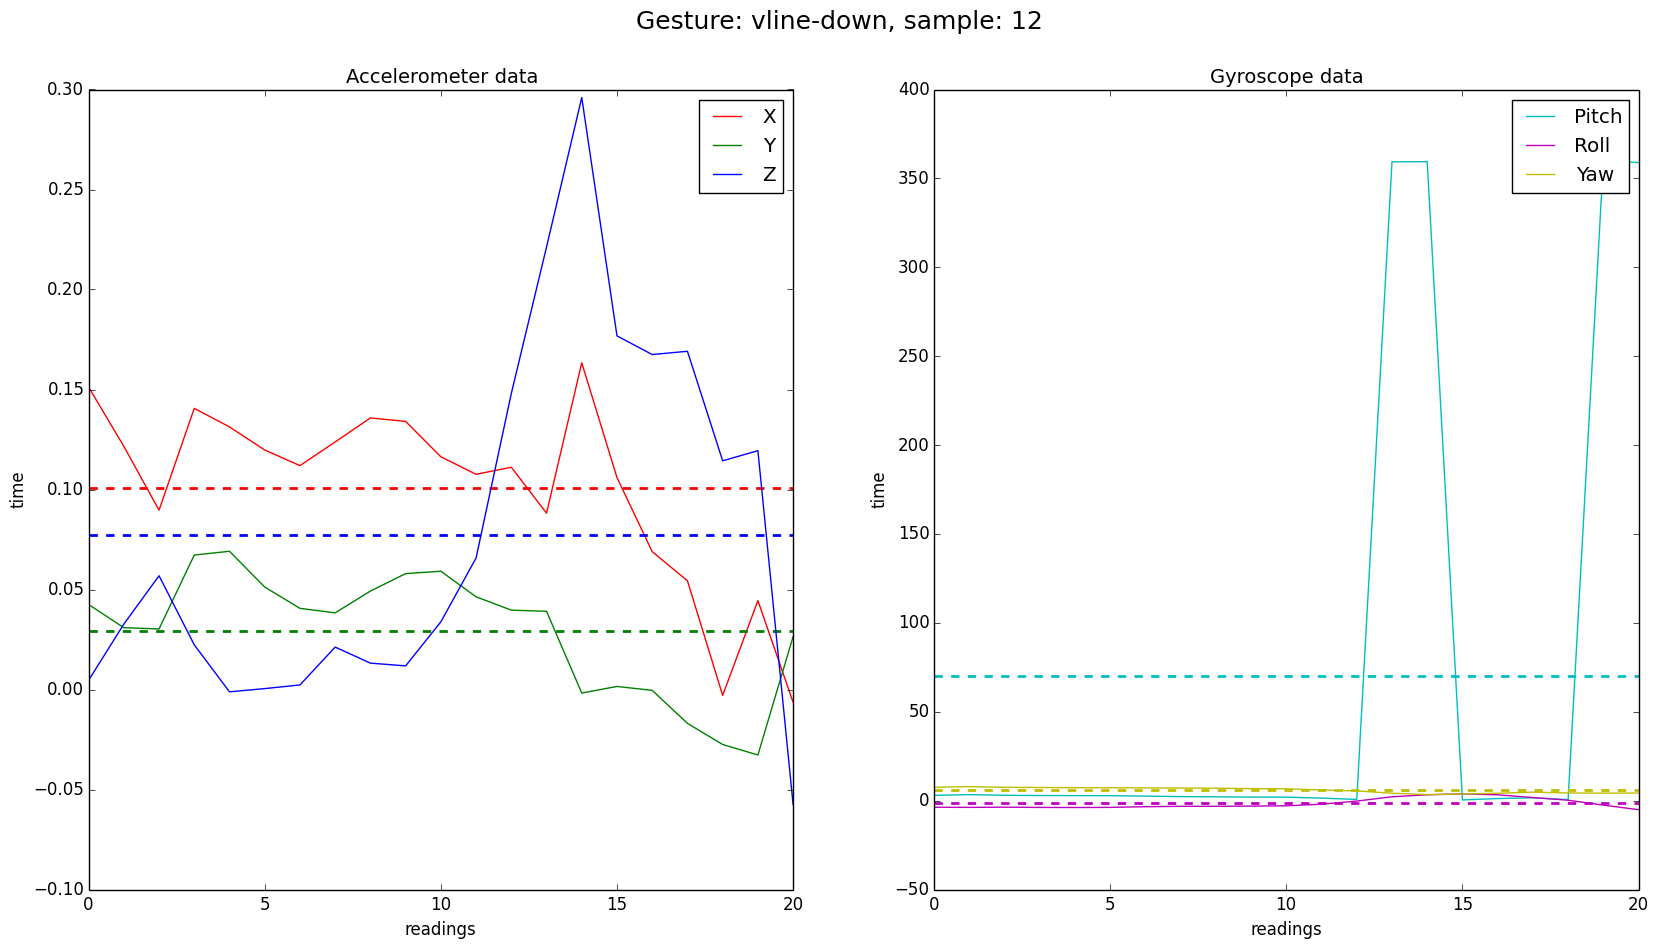 Gesture: vline-down, sample: 12
Accelerometer data
0.30
0.25
0.20
0.15
0.10
0.05
0.00
−0.05
−0.10
time
0
5
10
15
20
readings
X
Y
Z
Gyroscope data
400
350
300
250
200
150
100
50
0
−50
time
0
5
10
15
20
readings
Pitch
Roll
Yaw